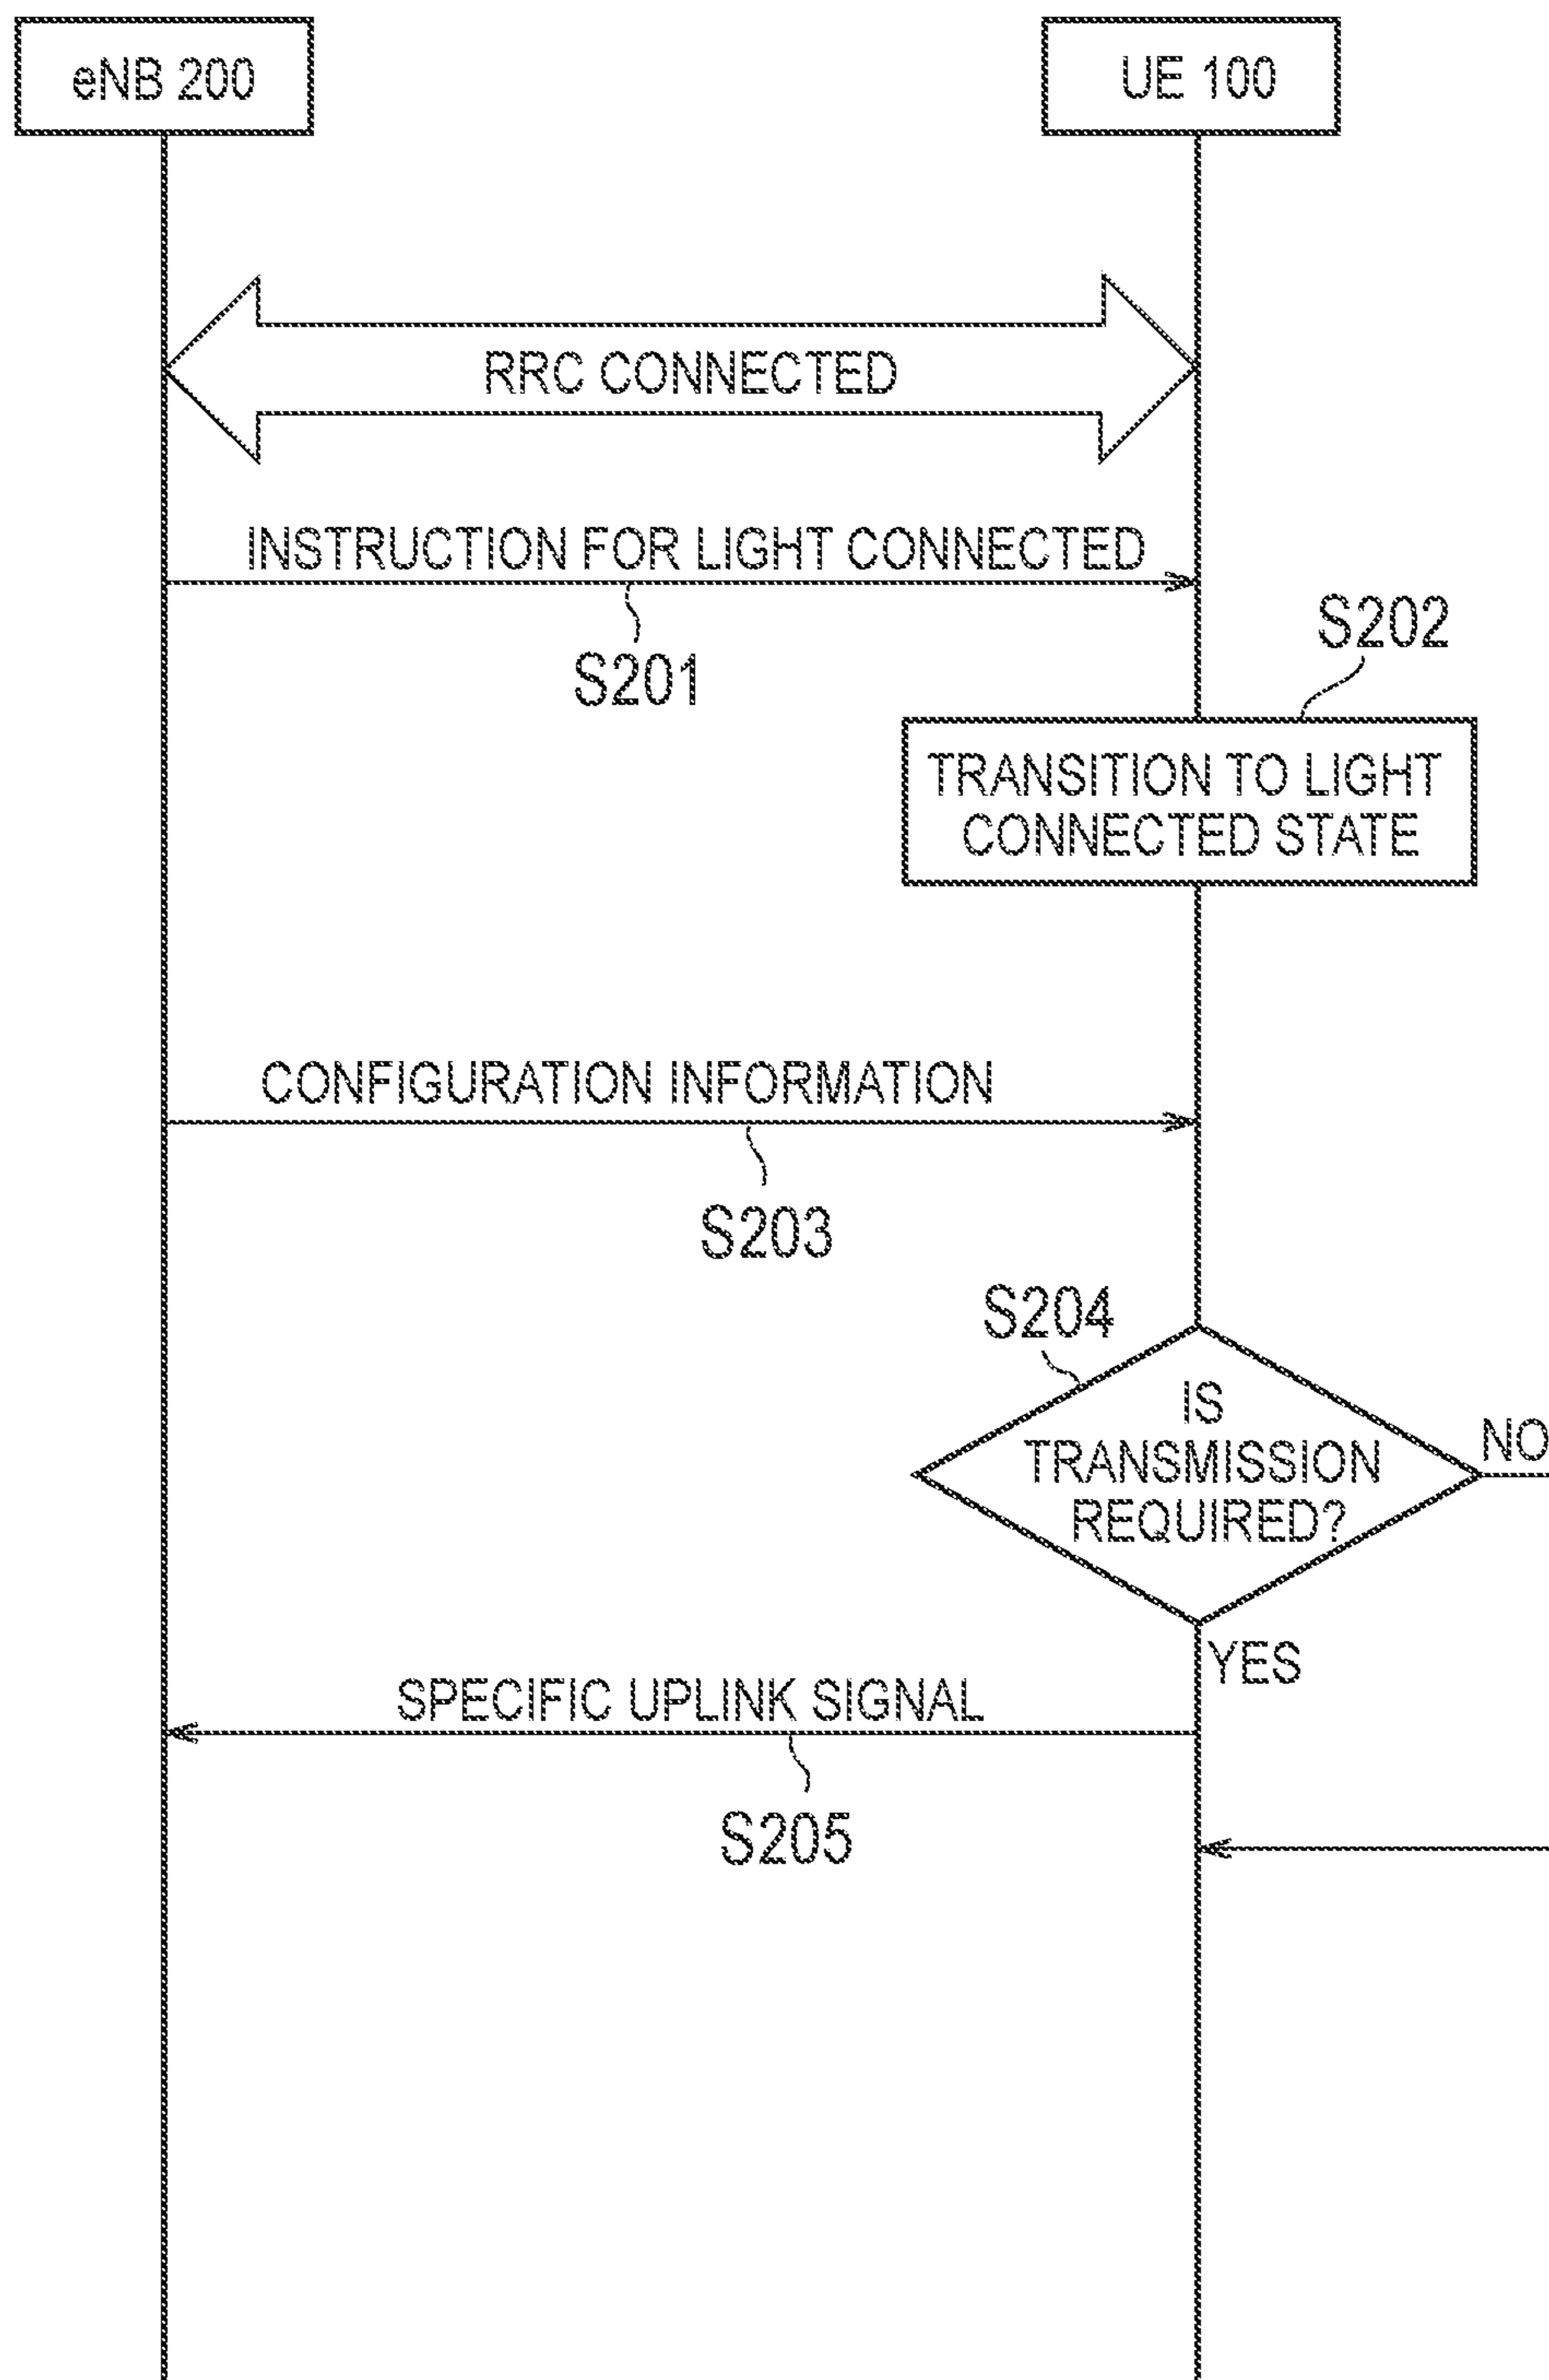 eNB 200
UE 100
RRC CONNECTED
INSTRUCTION FOR LIGHT CONNECTED
S201
S202
TRANSITION TO LIGHT
CONNECTED STATE
CONFIGURATION INFORMATION
S203
S204
IS
TRANSMISSION
REQUIRED?
NO
YES
SPECIFIC UPLINK SIGNAL
S205